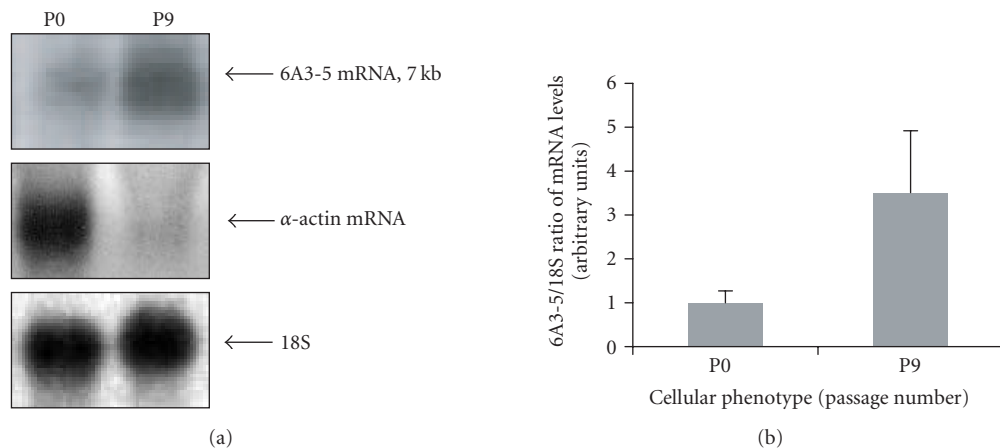 P0 P9
6A3-5 mRNA, 7 kb
α-actin mRNA
18S
(a)
6A3-5/18S ratio of mRNA levels
(arbitrary units)
6
5
4
3
2
1
0
P0 P9
Cellular phenotype (passage number)
(b)